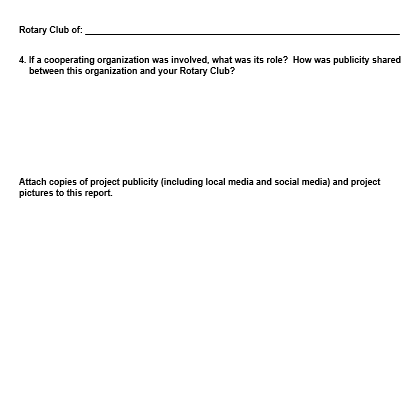 Rotary Club of: ___________________________________________________________________
4. If a cooperating organization was involved, what was its role? How was publicity shared
between this organization and your Rotary Club?
Attach copies of project publicity (including local media and social media) and project
pictures to this report.